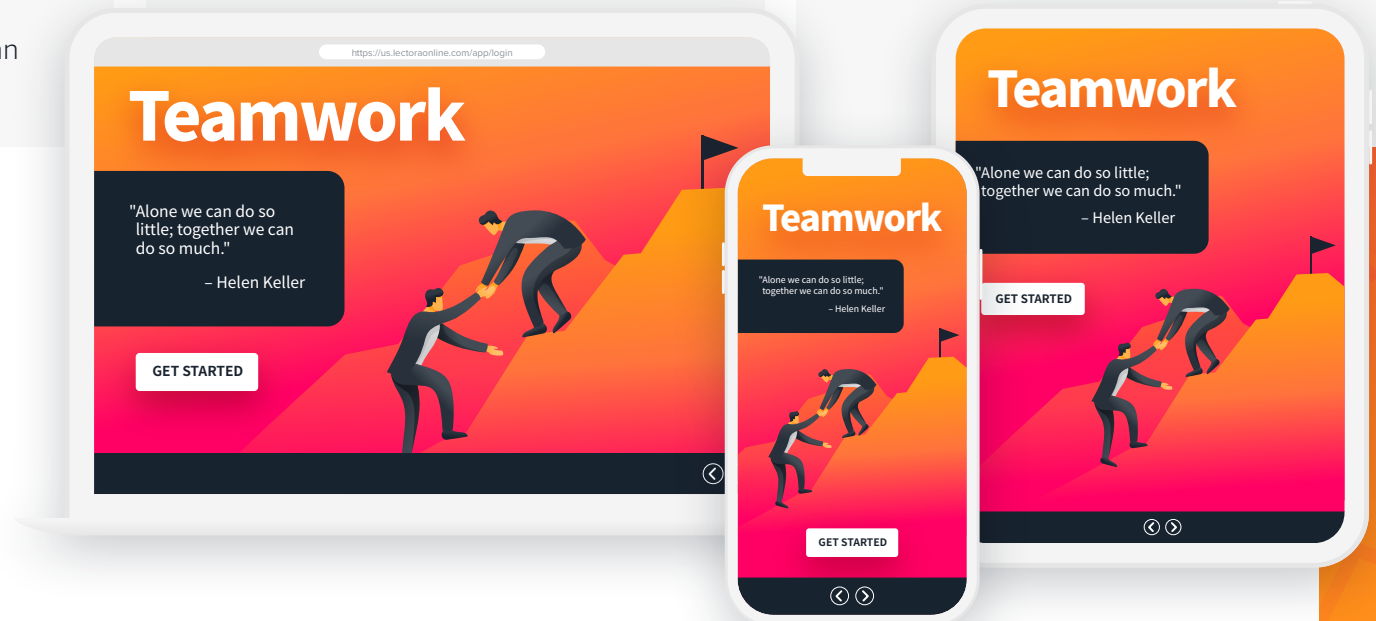 https://us.lectoraonline.com/app/login
Teamwork
"Alone we can do so
little; together we can
do so much."
– Helen Keller
GET STARTED
Teamwork
"Alone we can do so little;
together we can do so much."
– Helen Keller
GET STARTED
Teamwork
"Alone we can do so little;
together we can do so much."
– Helen Keller
GET STARTED